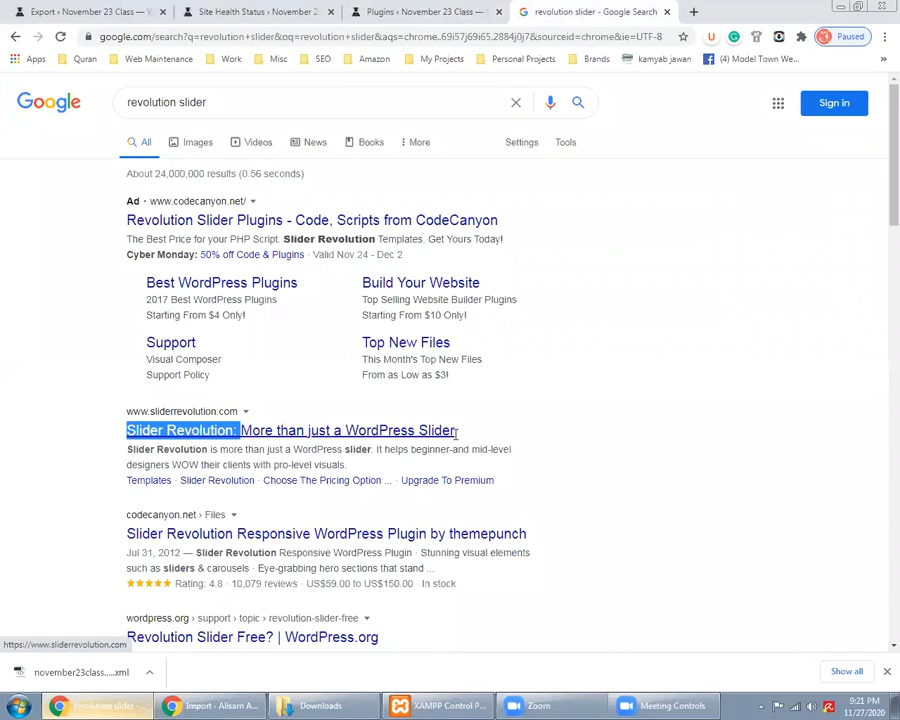 Export ‹ November 23 Class — W
Site Health Status ‹ November 2
Plugins ‹ November 23 Class — 
revolution slider - Google Search
google.com/search?q=revolution+slider&oq=revolution+slider&aqs=chrome..69i57j69i65.2884j0j7&sourceid=chrome&ie=UTF-8
Paused
Apps
Quran
Web Maintenance
Work
Misc
SEO
Amazon
My Projects
Personal Projects
Brands
kamyab jawan
(4) Model Town We...
Google
revolution slider
Sign in
All
Images
Videos
News
Books
More
Settings
Tools
About 24,000,000 results (0.56 seconds)
Ad · www.codecanyon.net/
Revolution Slider Plugins - Code, Scripts from CodeCanyon
The Best Price for your PHP Script. Slider Revolution Templates. Get Yours Today!
Cyber Monday: 50% off Code & Plugins · Valid Nov 24 - Dec 2
Best WordPress Plugins
2017 Best WordPress Plugins
Starting From $4 Only!
Build Your Website
Top Selling Website Builder Plugins
Starting From $10 Only!
Support
Visual Composer
Support Policy
Top New Files
This Month's Top New Files
From as Low as $3!
www.sliderrevolution.com
Slider Revolution: More than just a WordPress Slider
Slider Revolution is more than just a WordPress slider. It helps beginner-and mid-level
designers WOW their clients with pro-level visuals.
Templates · Slider Revolution · Choose The Pricing Option ... · Upgrade To Premium
codecanyon.net › Files
Slider Revolution Responsive WordPress Plugin by themepunch
Jul 31, 2012 — Slider Revolution Responsive WordPress Plugin · Stunning visual elements
such as sliders & carousels · Eye-grabbing hero sections that stand ...
Rating: 4.8 · 10,079 reviews · US$59.00 to US$150.00 · In stock
wordpress.org › support › topic › revolution-slider-free
Revolution Slider Free? | WordPress.org
https://www.sliderrevolution.com
november23class.....xml
Show all
revolution slider -...
Import - Alisam A...
Downloads
XAMPP Control P...
Zoom
Meeting Controls
9:21 PM
11/27/2020